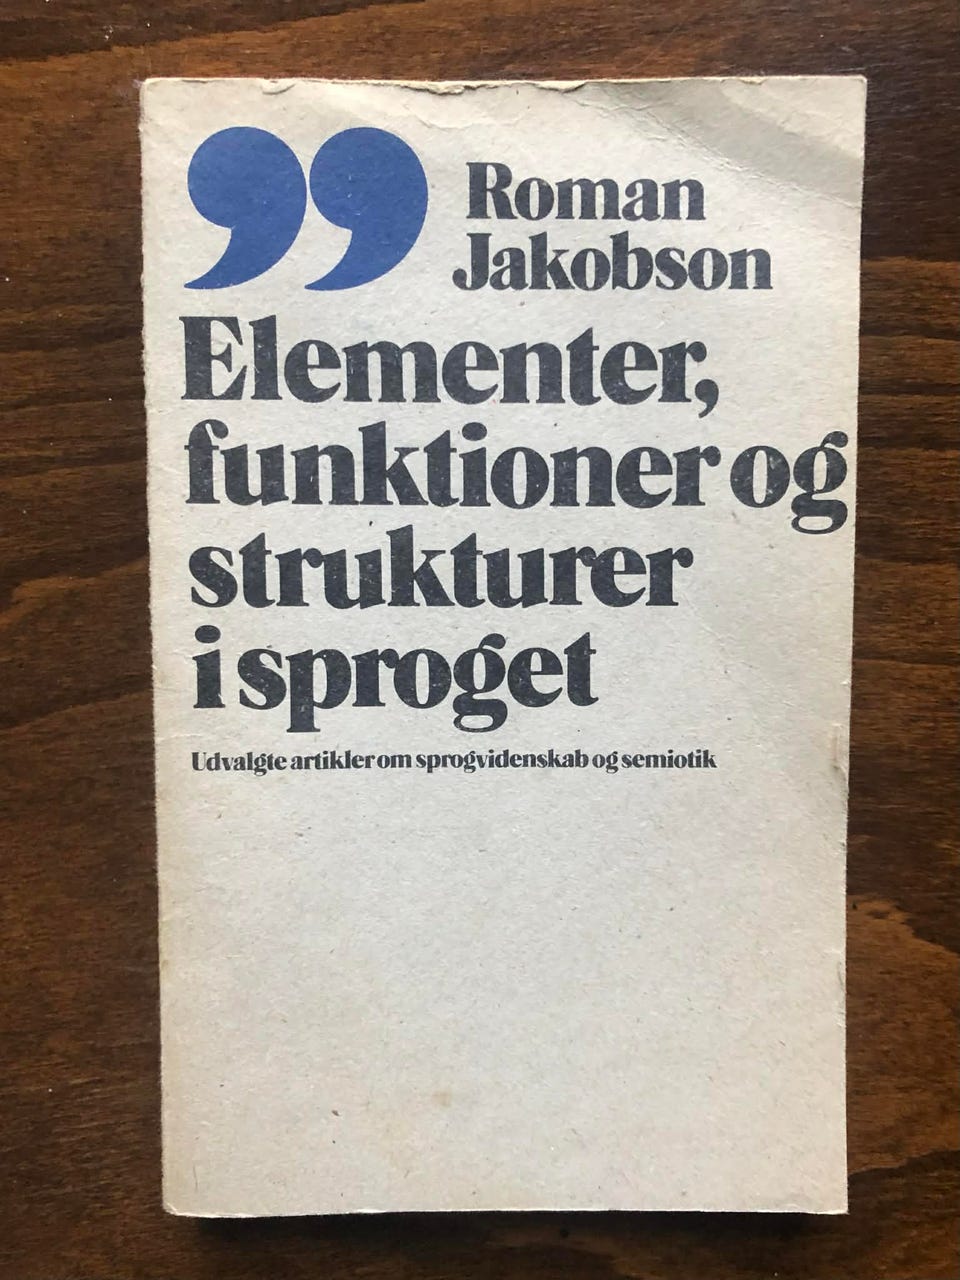 ”
Roman
Jakobson
Elementer,
funktioner og
strukturer
i sproget
Udvalgte artikler om sprogvidenskab og semiotik